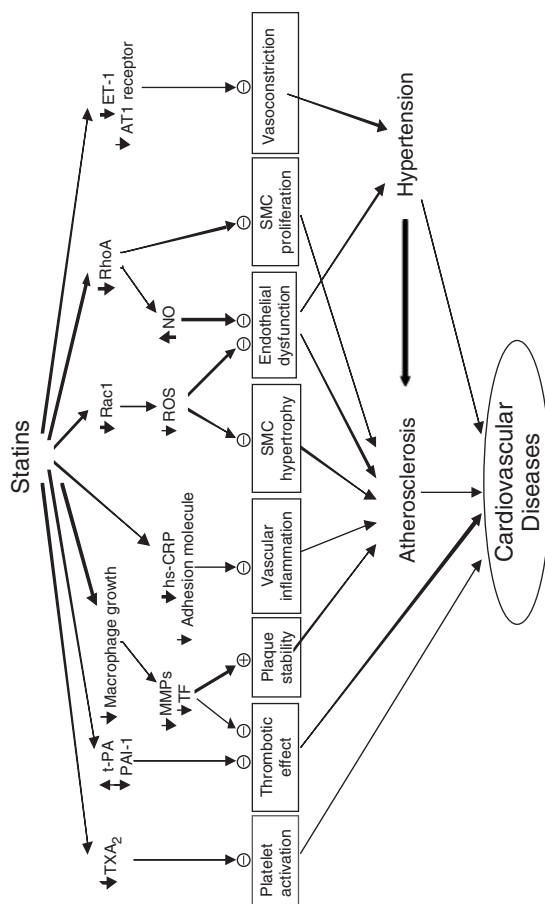 Statins
TXA2
t-PA
PAI-1
Macrophage growth
MMPs
TF
hs-CRP
Adhesion molecule
Rac1
ROS
RhoA
NO
ET-1
AT1 receptor
Platelet
activation
Thrombotic
effect
Plaque
stability
Vascular
inflammation
SMC
hypertrophy
Endothelial
dysfunction
SMC
proliferation
Vasoconstriction
Atherosclerosis
Hypertension
Cardiovascular
Diseases